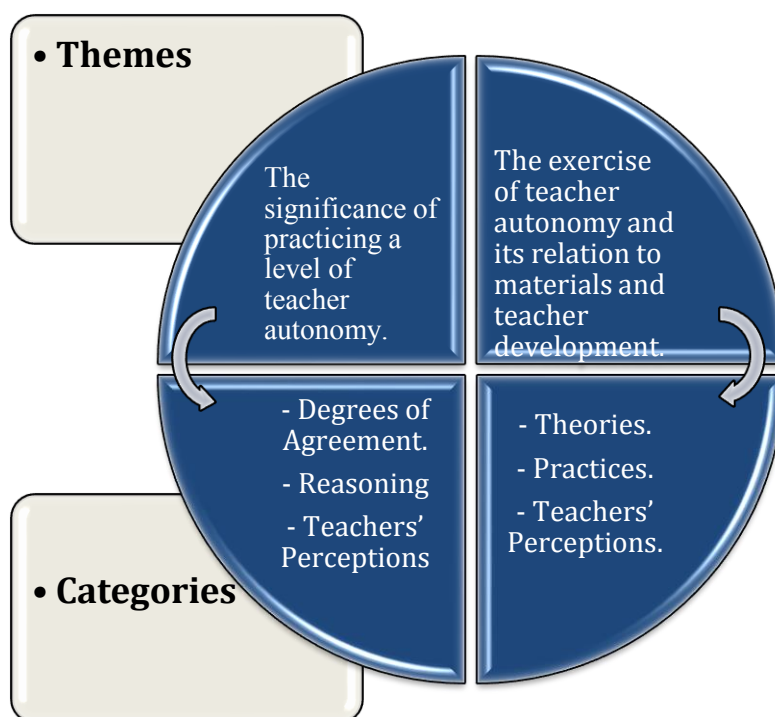 • Themes
The
significance of
practicing a
level of
teacher
autonomy.
The exercise
of teacher
autonomy and
its relation to
materials and
teacher
development.
- Degrees of
Agreement.
- Reasoning
- Teachers’
Perceptions
- Theories.
- Practices.
- Teachers’
Perceptions.
• Categories